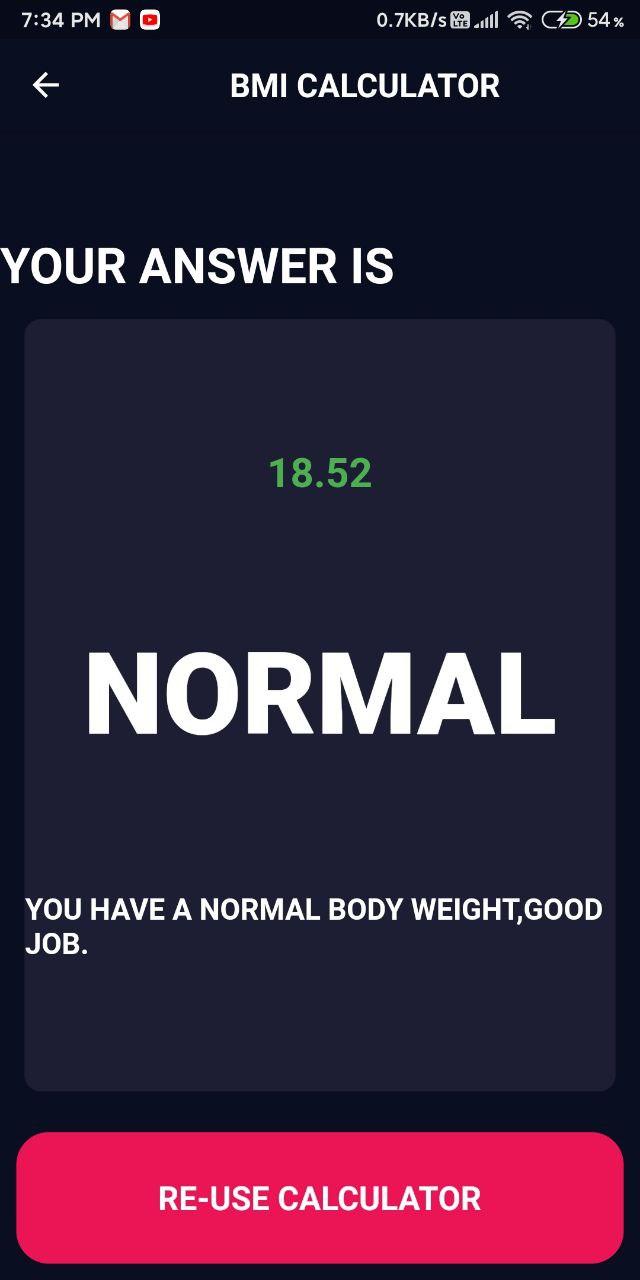 7:34 PM 0.7KB/s Vo LTE 54%
BMI CALCULATOR
YOUR ANSWER IS
18.52
NORMAL
YOU HAVE A NORMAL BODY WEIGHT,GOOD
JOB.
RE-USE CALCULATOR